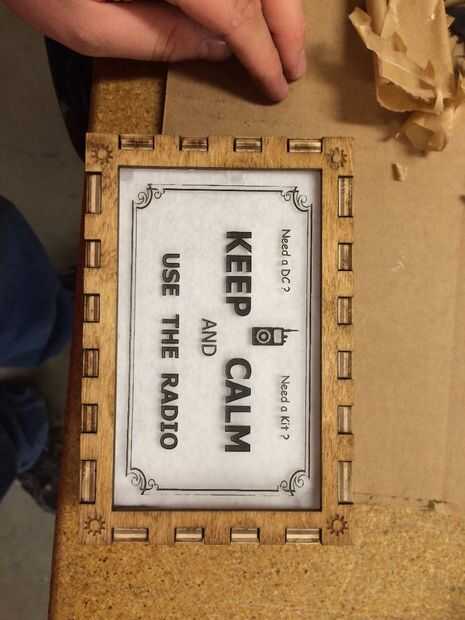 Need a DC ? Need a Kit ?
KEEP CALM
AND
USE THE RADIO